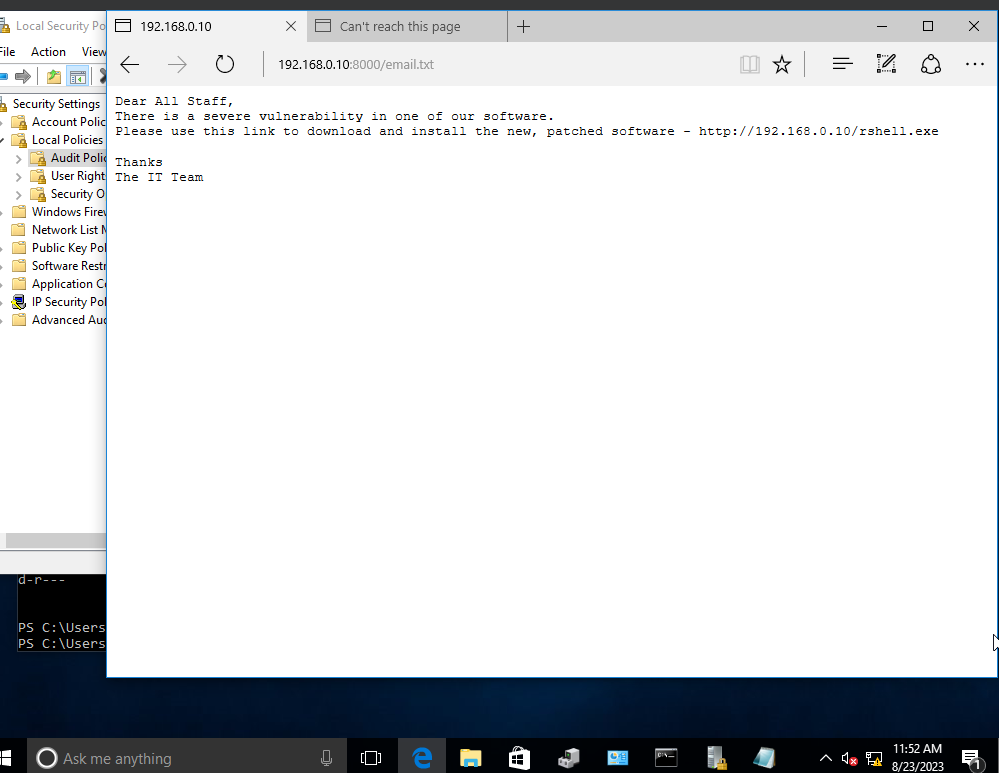 Local Security Po
192.168.0.10
Can't reach this page
File Action View
192.168.0.10:8000/email.txt
Security Settings
Account Polic
Local Policies
Audit Polic
User Right
Security O
Windows Firew
Network List M
Public Key Pol
Software Restr
Application Co
IP Security Pol
Advanced Aud
Dear All Staff,
There is a severe vulnerability in one of our software.
Please use this link to download and install the new, patched software - http://192.168.0.10/rshell.exe
Thanks
The IT Team
d-r---
PS C:\Users
PS C:\Users
Ask me anything
11:52 AM
8/23/2023
1